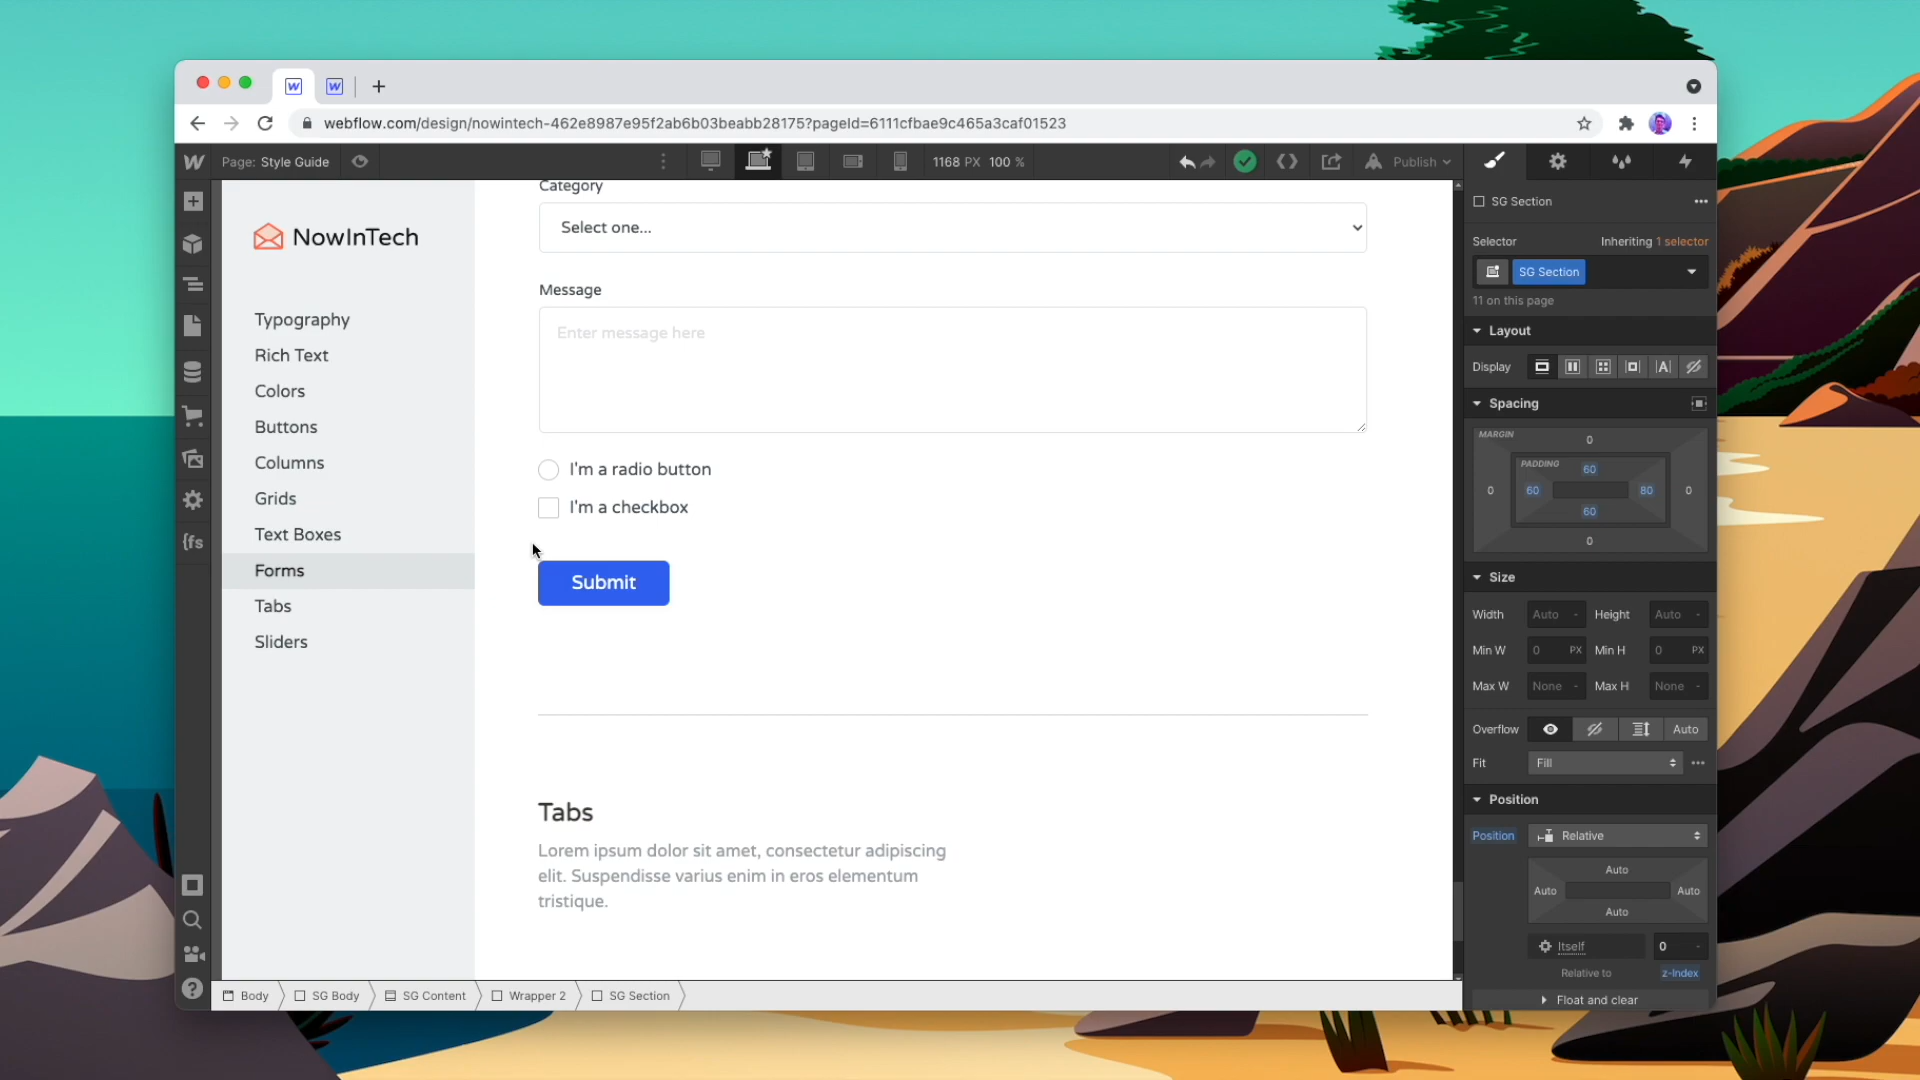 webflow.com/design/nowintech-462e8987e95f2ab6b03beabb28175?pageId=6111cfbae9c465a3caf01523
Page: Style Guide
1168 PX 100 %
Publish
NowInTech
Typography
Rich Text
Colors
Buttons
Columns
Grids
Text Boxes
Forms
Tabs
Sliders
{fs
Category
Select one...
Message
Enter message here
I'm a radio button
I'm a checkbox
Submit
Tabs
Lorem ipsum dolor sit amet, consectetur adipiscing
elit. Suspendisse varius enim in eros elementum
tristique.
Body
SG Body
SG Content
Wrapper 2
SG Section
SG Section
Selector
Inheriting 1 selector
SG Section
11 on this page
Layout
Display
Spacing
MARGIN
0
PADDING
60
0 60 80 0
60
0
Size
Width Auto - Height Auto -
Min W 0 PX Min H 0 PX
Max W None - Max H None -
Overflow Auto
Fit Fill
Position
Position Relative
Auto
Auto Auto
Auto
Itself 0 -
Relative to z-Index
Float and clear